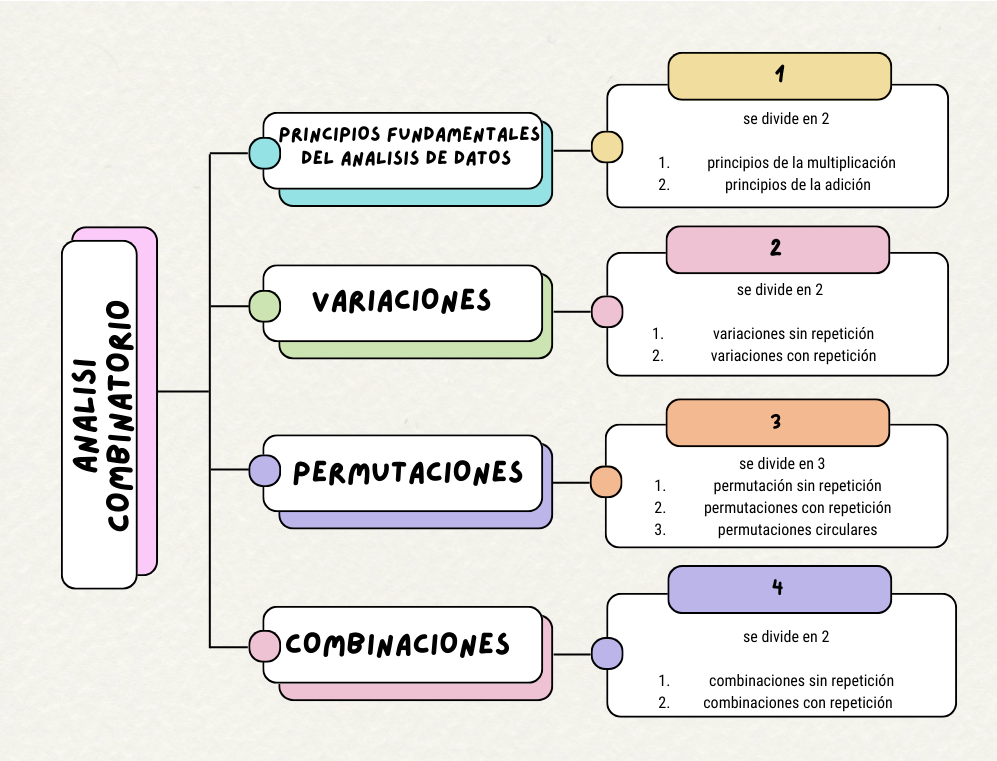 ANALISI
COMBINATORIO
PRINCIPIOS FUNDAMENTALES
DEL ANALISIS DE DATOS
1
se divide en 2
1. principios de la multiplicación
2. principios de la adición
VARIACIONES
2
se divide en 2
1. variaciones sin repetición
2. variaciones con repetición
PERMUTACIONES
3
se divide en 3
1. permutación sin repetición
2. permutaciones con repetición
3. permutaciones circulares
COMBINACIONES
4
se divide en 2
1. combinaciones sin repetición
2. combinaciones con repetición